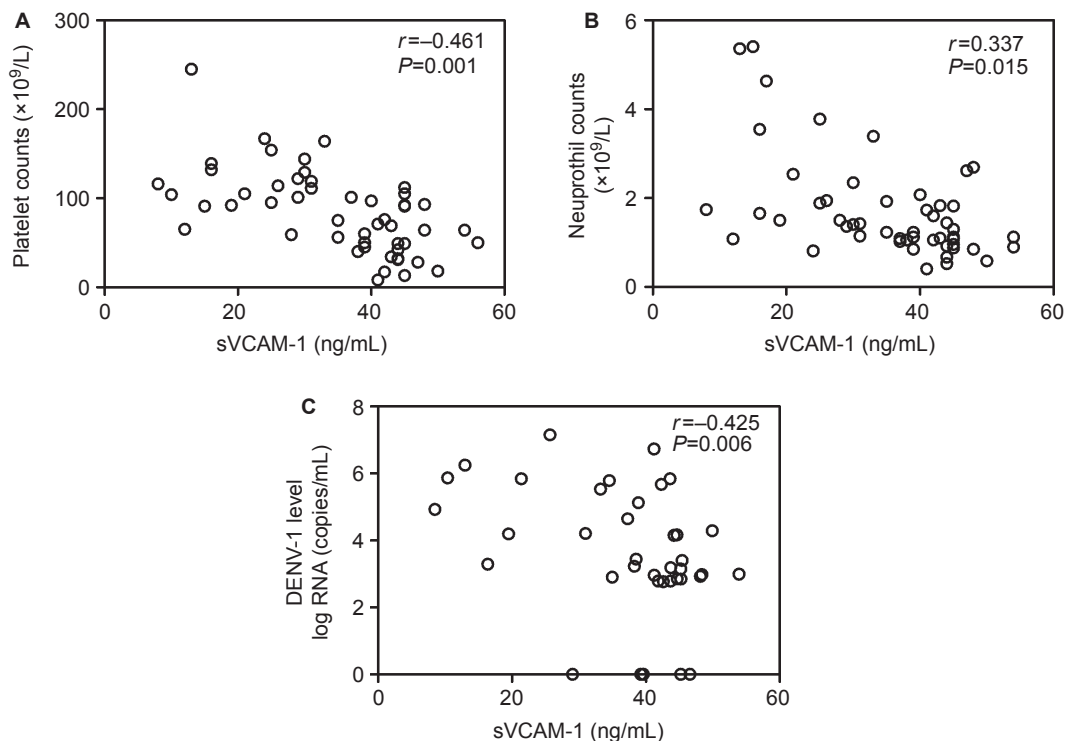 A
300
200
100
0
0
20
40
60
Platelet counts (×10⁹/L)
sVCAM-1 (ng/mL)
r=–0.461
P=0.001
B
6
4
2
0
0
20
40
60
Neuprothil counts
(×10⁹/L)
sVCAM-1 (ng/mL)
r=0.337
P=0.015
C
8
6
4
2
0
0
20
40
60
DENV-1 level
log RNA (copies/mL)
sVCAM-1 (ng/mL)
r=–0.425
P=0.006